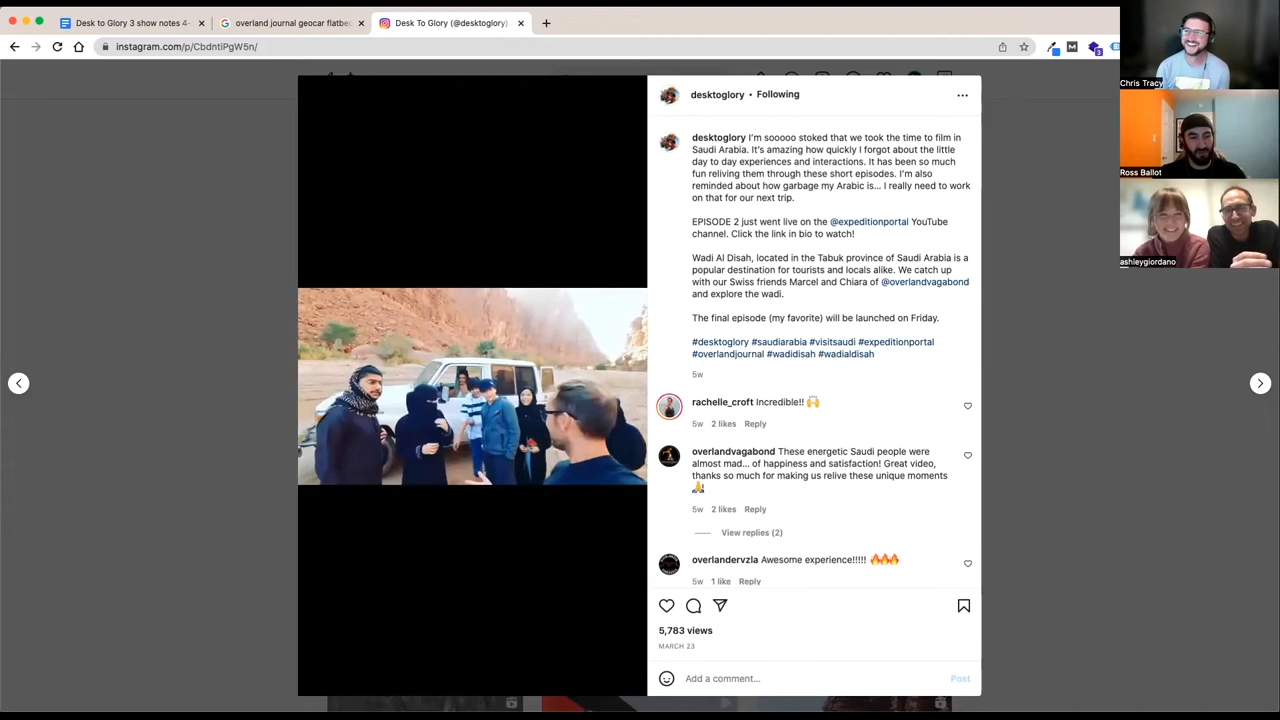 Desk to Glory 3 show notes 4-
overland journal geocar flatbed
Desk To Glory (@desktoglory)
instagram.com/p/CbdntiPgW5n/
desktoglory • Following
desktoglory I'm sooooo stoked that we took the time to film in
Saudi Arabia. It's amazing how quickly I forgot about the little
day to day experiences and interactions. It has been so much
fun reliving them through these short episodes. I'm also
reminded about how garbage my Arabic is... I really need to work
on that for our next trip.
EPISODE 2 just went live on the @expeditionportal YouTube
channel. Click the link in bio to watch!
Wadi Al Disah, located in the Tabuk province of Saudi Arabia is a
popular destination for tourists and locals alike. We catch up
with our Swiss friends Marcel and Chiara of @overlandvagabond
and explore the wadi.
The final episode (my favorite) will be launched on Friday.
#desktoglory #saudiarabia #visitsaudi #expeditionportal
#overlandjournal #wadidisah #wadialdisah
5w
rachelle_croft Incredible!! 🙌
5w 2 likes Reply
overlandvagabond These energetic Saudi people were
almost mad... of happiness and satisfaction! Great video,
thanks so much for making us relive these unique moments
🙏
5w 2 likes Reply
View replies (2)
overlandervzla Awesome experience!!!!! 🔥🔥🔥
5w 1 like Reply
5,783 views
MARCH 23
Add a comment...
Post
Chris Tracy
Ross Ballot
ashleygiordano